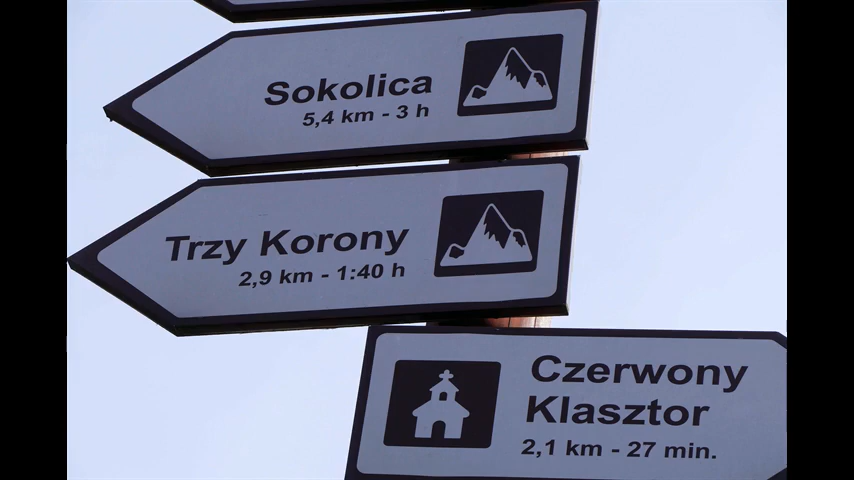 Sokolica
5,4 km - 3 h
Trzy Korony
2,9 km - 1:40 h
Czerwony
Klasztor
2,1 km - 27 min.